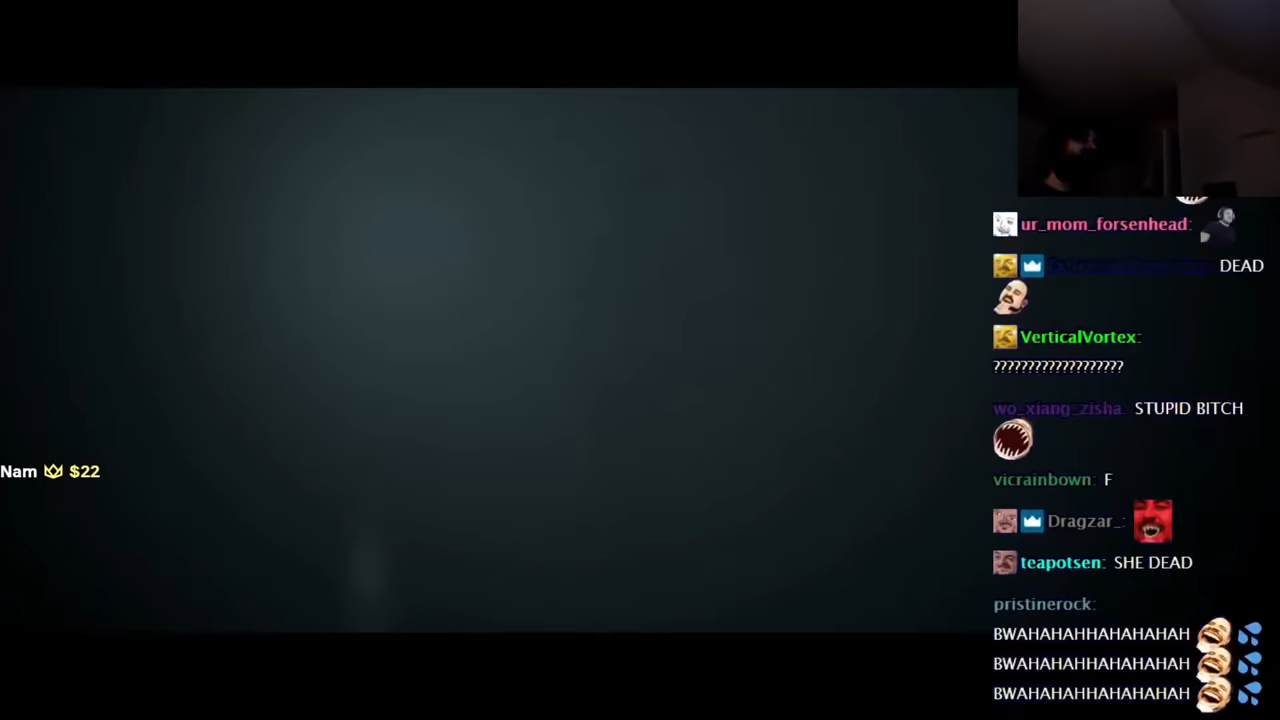 ur_mom_forsenhead:
DEAD
VerticalVortex:
???????????????????
wo_xiang_zisha: STUPID BITCH
Nam $22
vicrainbown: F
Dragzar_:
teapotsen: SHE DEAD
pristinerock:
BWAHAHAHHAHAHAHAH
BWAHAHAHHAHAHAHAH
BWAHAHAHHAHAHAHAH